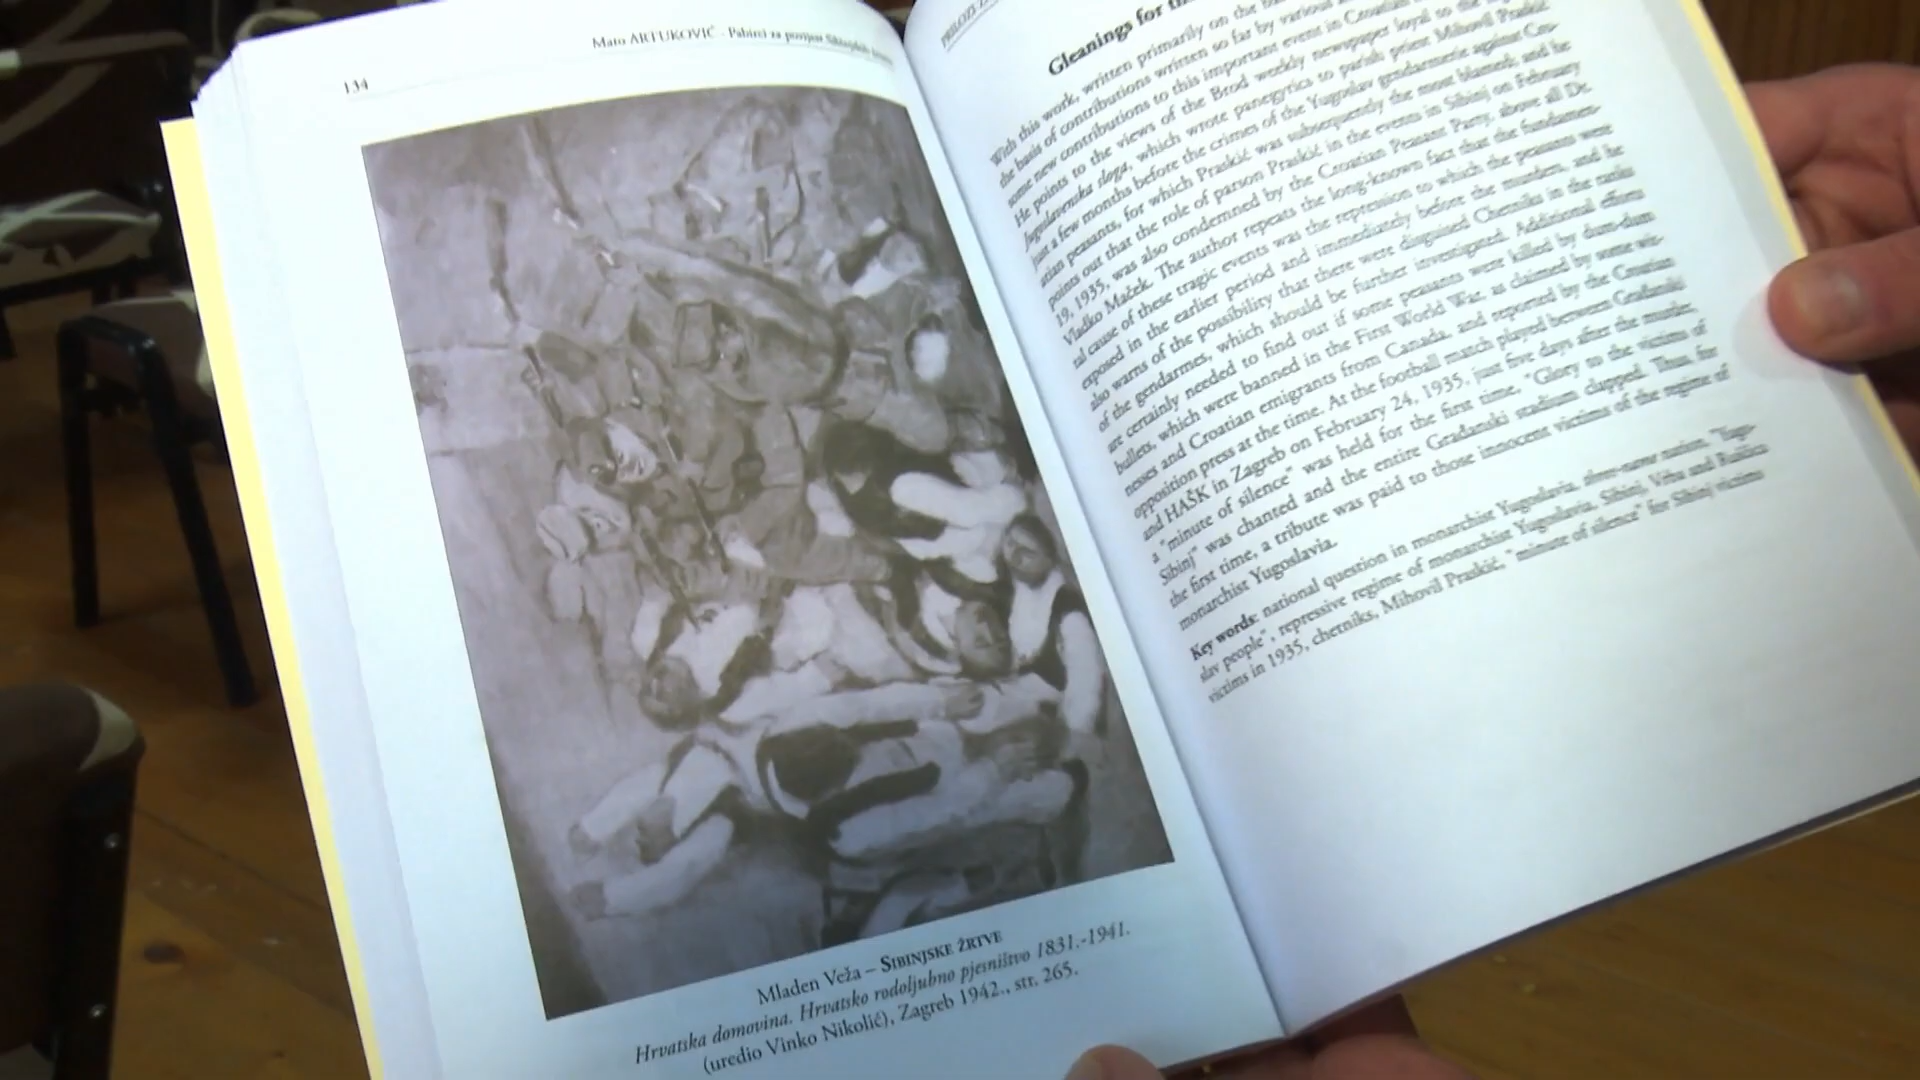 134
Mato ARTUKOVIĆ - Pabirci za povijest Sibinjskih
Mladen Veža – SIBINJSKE ŽRTVE
Hrvatska domovina. Hrvatsko rodoljubno pjesništvo 1831.-1941.
(uredio Vinko Nikolić), Zagreb 1942., str. 265.
PRILOZI
Gleanings for the
With this work, written primarily on the
the basis of contributions written so far by various
some new contributions to this important event in Croatian
He points to the views of the Brod weekly newspaper loyal to the
Jugoslavenska sloga, which wrote panegyrics to parish priest Mihovil Praskić
just a few months before the crimes of the Yugoslav gendarmerie against Cro-
atian peasants, for which Praskić was subsequently the most blamed; and he
points out that the role of parson Praskić in the events in Sibinj on February
19, 1935, was also condemned by the Croatian Peasant Party, above all Dr.
Vladko Maček. The author repeats the long-known fact that the fundamen-
tal cause of these tragic events was the repression to which the peasants were
exposed in the earlier period and immediately before the murders, and he
also warns of the possibility that there were disguised Chetniks in the ranks
of the gendarmes, which should be further investigated. Additional efforts
are certainly needed to find out if some peasants were killed by dum-dum
bullets, which were banned in the First World War, as claimed by some wit-
nesses and Croatian emigrants from Canada, and reported by the Croatian
opposition press at the time. At the football match played between Građanski
and HAŠK in Zagreb on February 24, 1935, just five days after the murder,
a "minute of silence" was held for the first time. "Glory to the victims of
Sibinj" was chanted and the entire Građanski stadium clapped. Thus, for
the first time, a tribute was paid to those innocent victims of the regime of
monarchist Yugoslavia.
Key words: national question in monarchist Yugoslavia, three-name nation "Yugo-
slav people", repressive regime of monarchist Yugoslavia, Sibinj, Vrba and Ruščica
victims in 1935, chetniks, Mihovil Praskić, "minute of silence" for Sibinj victims